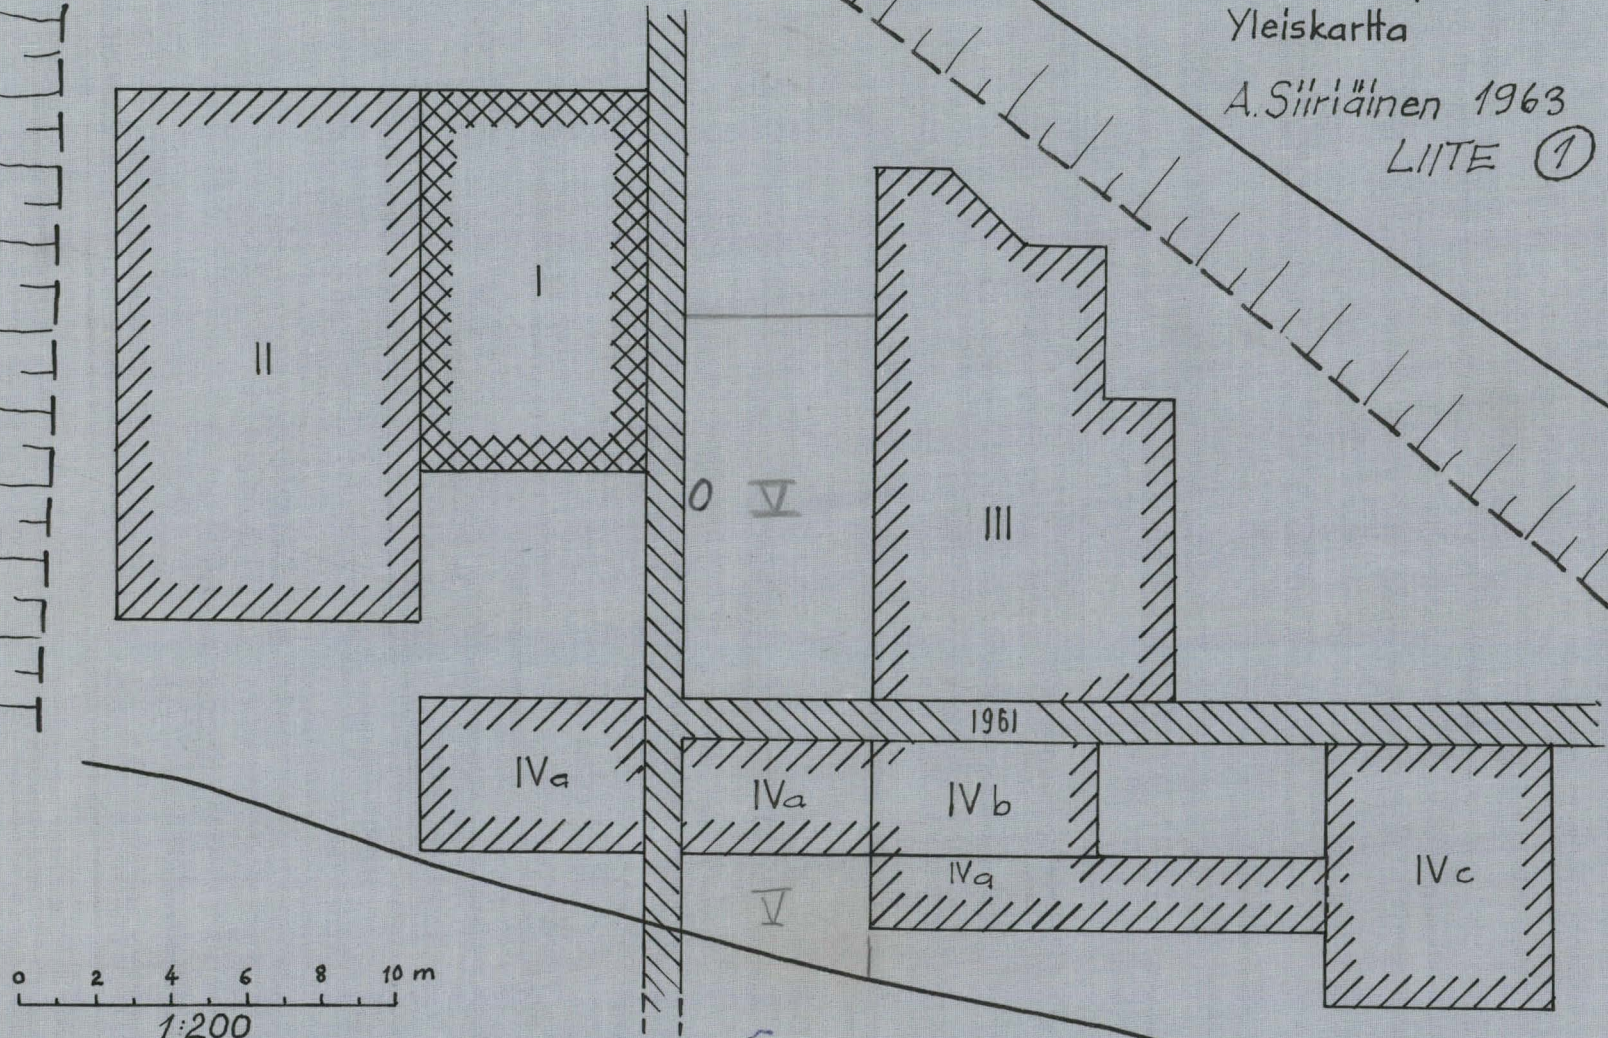 Yleiskartta
A. Siiriäinen 1963
LIITE 1
I
II
O V
III
1961
IVa
IVa
IVb
IVa
IVc
V
0 2 4 6 8 10 m
1:200